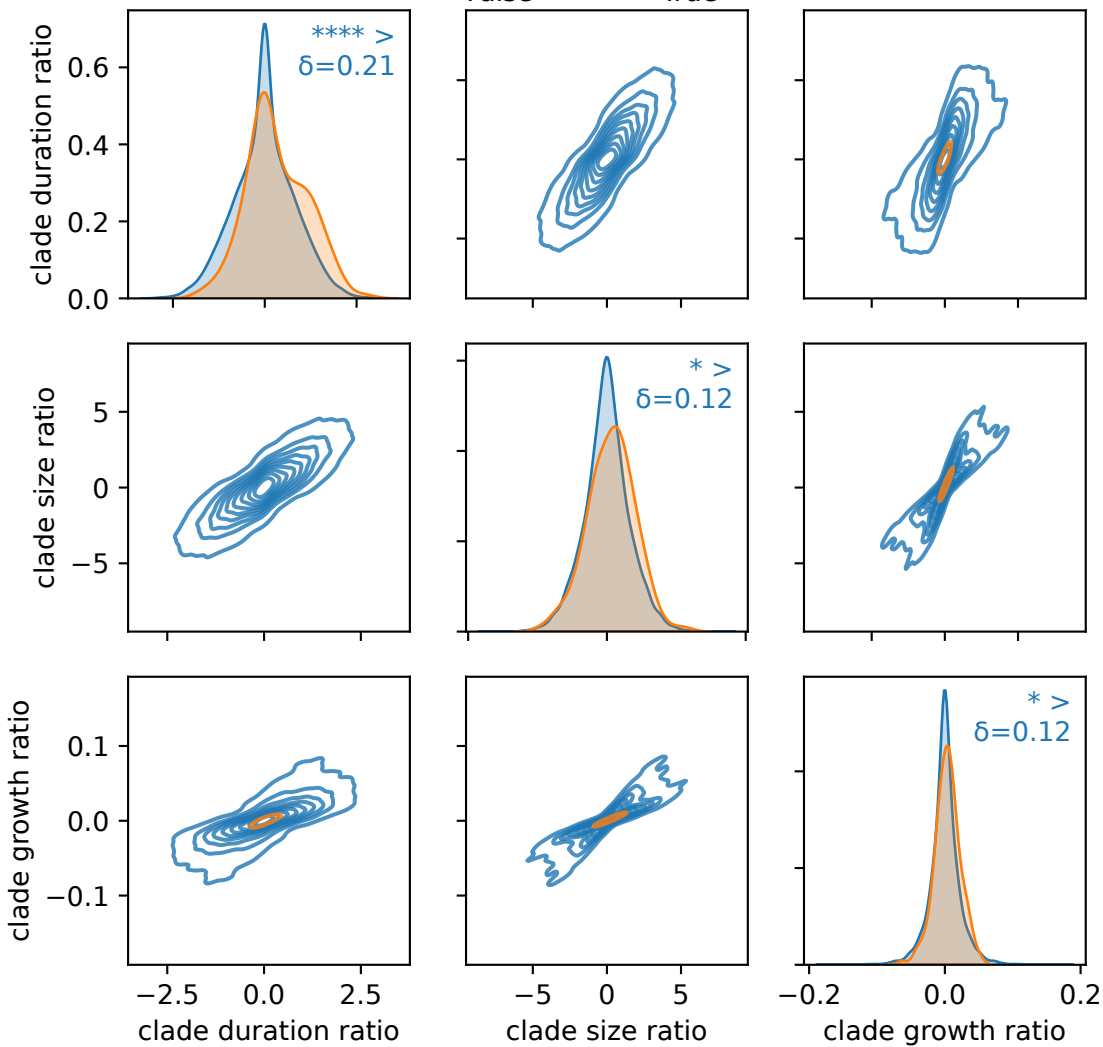 **** >
δ=0.21
clade duration ratio
0.6
0.4
0.2
0.0
* >
δ=0.12
clade size ratio
5
0
−5
* >
δ=0.12
clade growth ratio
0.1
0.0
−0.1
−2.5 0.0 2.5
−5 0 5
−0.2 0.0 0.2
clade duration ratio
clade size ratio
clade growth ratio